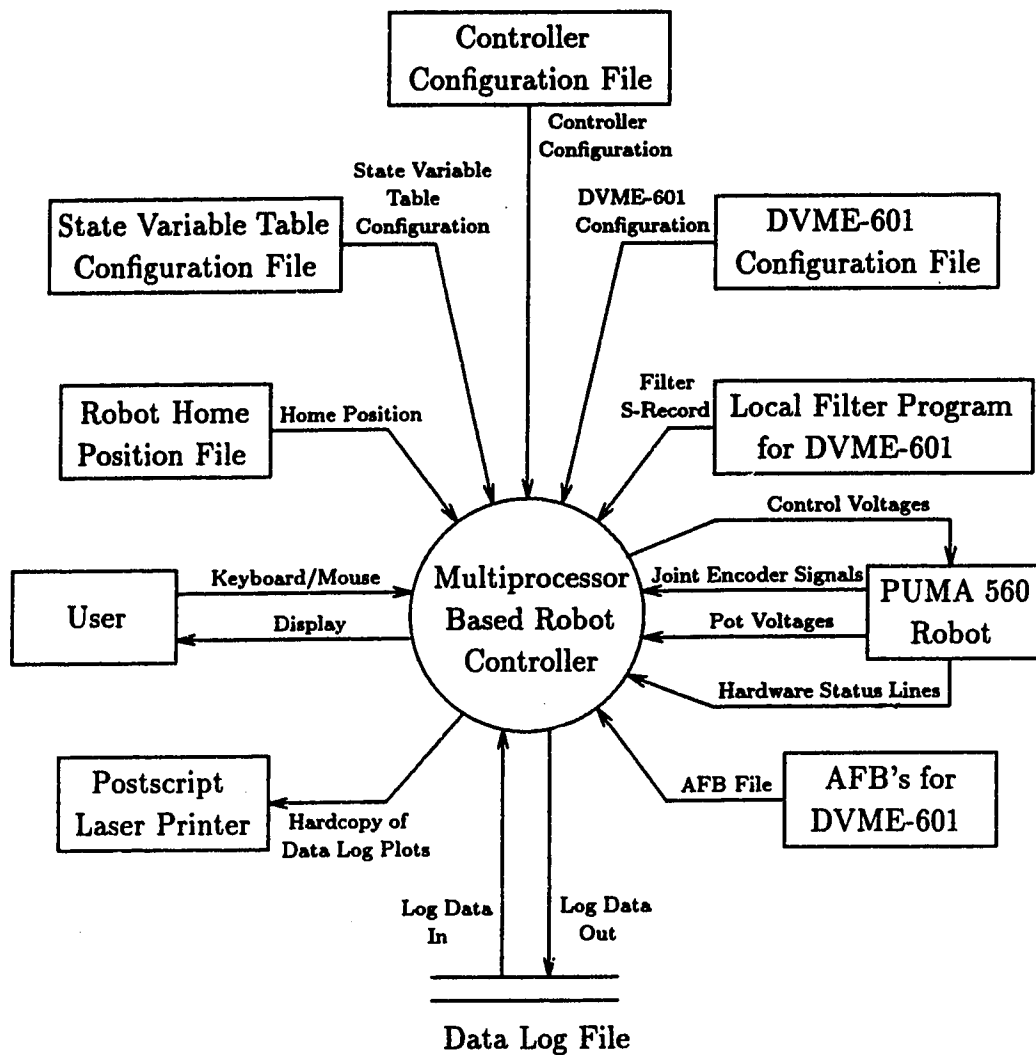 Controller
Configuration File
Controller
Configuration
State Variable
Table
Configuration
DVME-601
Configuration
State Variable Table
Configuration File
DVME-601
Configuration File
Robot Home
Position File
Home Position
Filter
S-Record
Local Filter Program
for DVME-601
Control Voltages
User
Keyboard/Mouse
Display
Multiprocessor
Based Robot
Controller
Joint Encoder Signals
Pot Voltages
Hardware Status Lines
PUMA 560
Robot
Postscript
Laser Printer
Hardcopy of
Data Log Plots
AFB File
AFB's for
DVME-601
Log Data
In
Log Data
Out
Data Log File